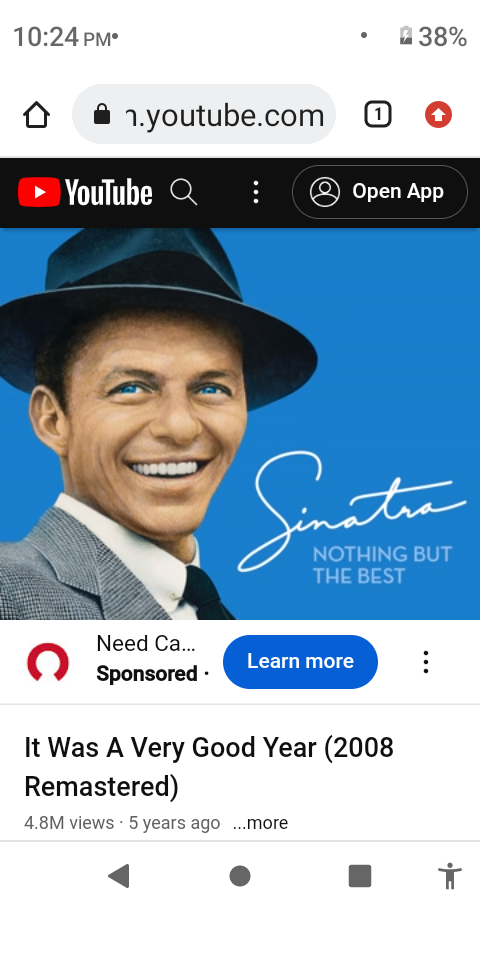 10:24 PM
38%
n.youtube.com
1
YouTube
Open App
Sinatra
NOTHING BUT
THE BEST
Need Ca...
Sponsored ·
Learn more
It Was A Very Good Year (2008
Remastered)
4.8M views · 5 years ago ...more